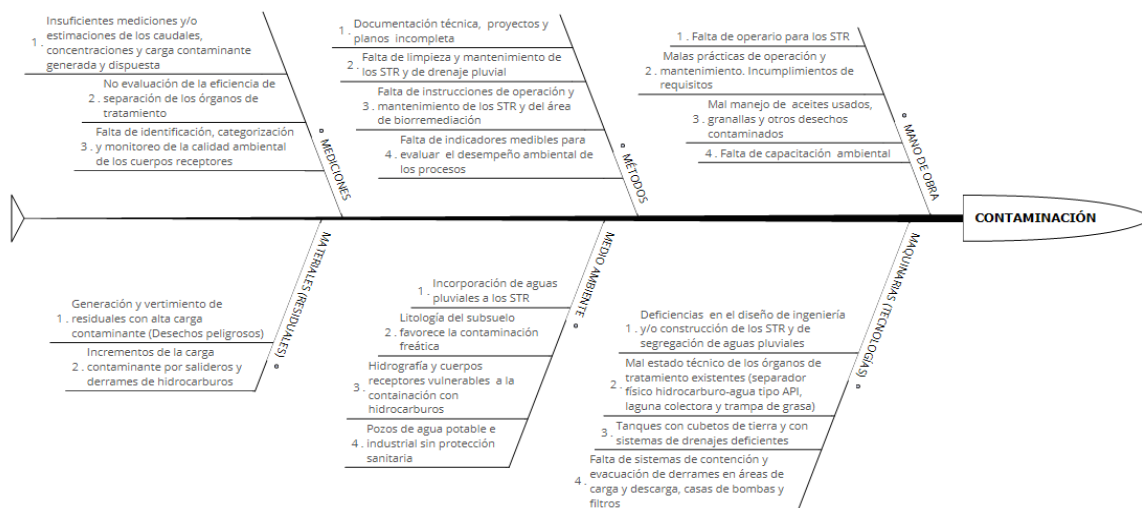 Insuficientes mediciones y/o
1. estimaciones de los caudales,
concentraciones y carga contaminante
generada y dispuesta
No evaluación de la eficiencia de
2. separación de los órganos de
tratamiento
Falta de identificación, categorización
3. y monitoreo de la calidad ambiental
de los cuerpos receptores
MEDICIONES
1. Documentación técnica, proyectos y
planos incompleta
2. Falta de limpieza y mantenimiento de
los STR y de drenaje pluvial
Falta de instrucciones de operación y
3. mantenimiento de los STR y del área
de biorremediación
Falta de indicadores medibles para
4. evaluar el desempeño ambiental de
los procesos
MÉTODOS
1. Falta de operario para los STR
Malas prácticas de operación y
2. mantenimiento. Incumplimientos de
requisitos
Mal manejo de aceites usados,
3. granallas y otros desechos
contaminados
4. Falta de capacitación ambiental
MANO DE OBRA
CONTAMINACIÓN
MATERIALES (RESIDUALES)
Generación y vertimiento de
1. residuales con alta carga
contaminante (Desechos peligrosos)
Incrementos de la carga
2. contaminante por salideros y
derrames de hidrocarburos
MEDIO AMBIENTE
1. Incorporación de aguas
pluviales a los STR
Litología del subsuelo
2. favorece la contaminación
freática
Hidrografía y cuerpos
3. receptores vulnerables a la
containación con
hidrocarburos
Pozos de agua potable e
4. industrial sin protección
sanitaria
MAQUINARIAS (TECNOLOGÍAS)
Deficiencias en el diseño de ingeniería
1. y/o construcción de los STR y de
segregación de aguas pluviales
Mal estado técnico de los órganos de
2. tratamiento existentes (separador
físico hidrocarburo-agua tipo API,
laguna colectora y trampa de grasa)
3. Tanques con cubetos de tierra y con
sistemas de drenajes deficientes
Falta de sistemas de contención y
4. evacuación de derrames en áreas de
carga y descarga, casas de bombas y
filtros